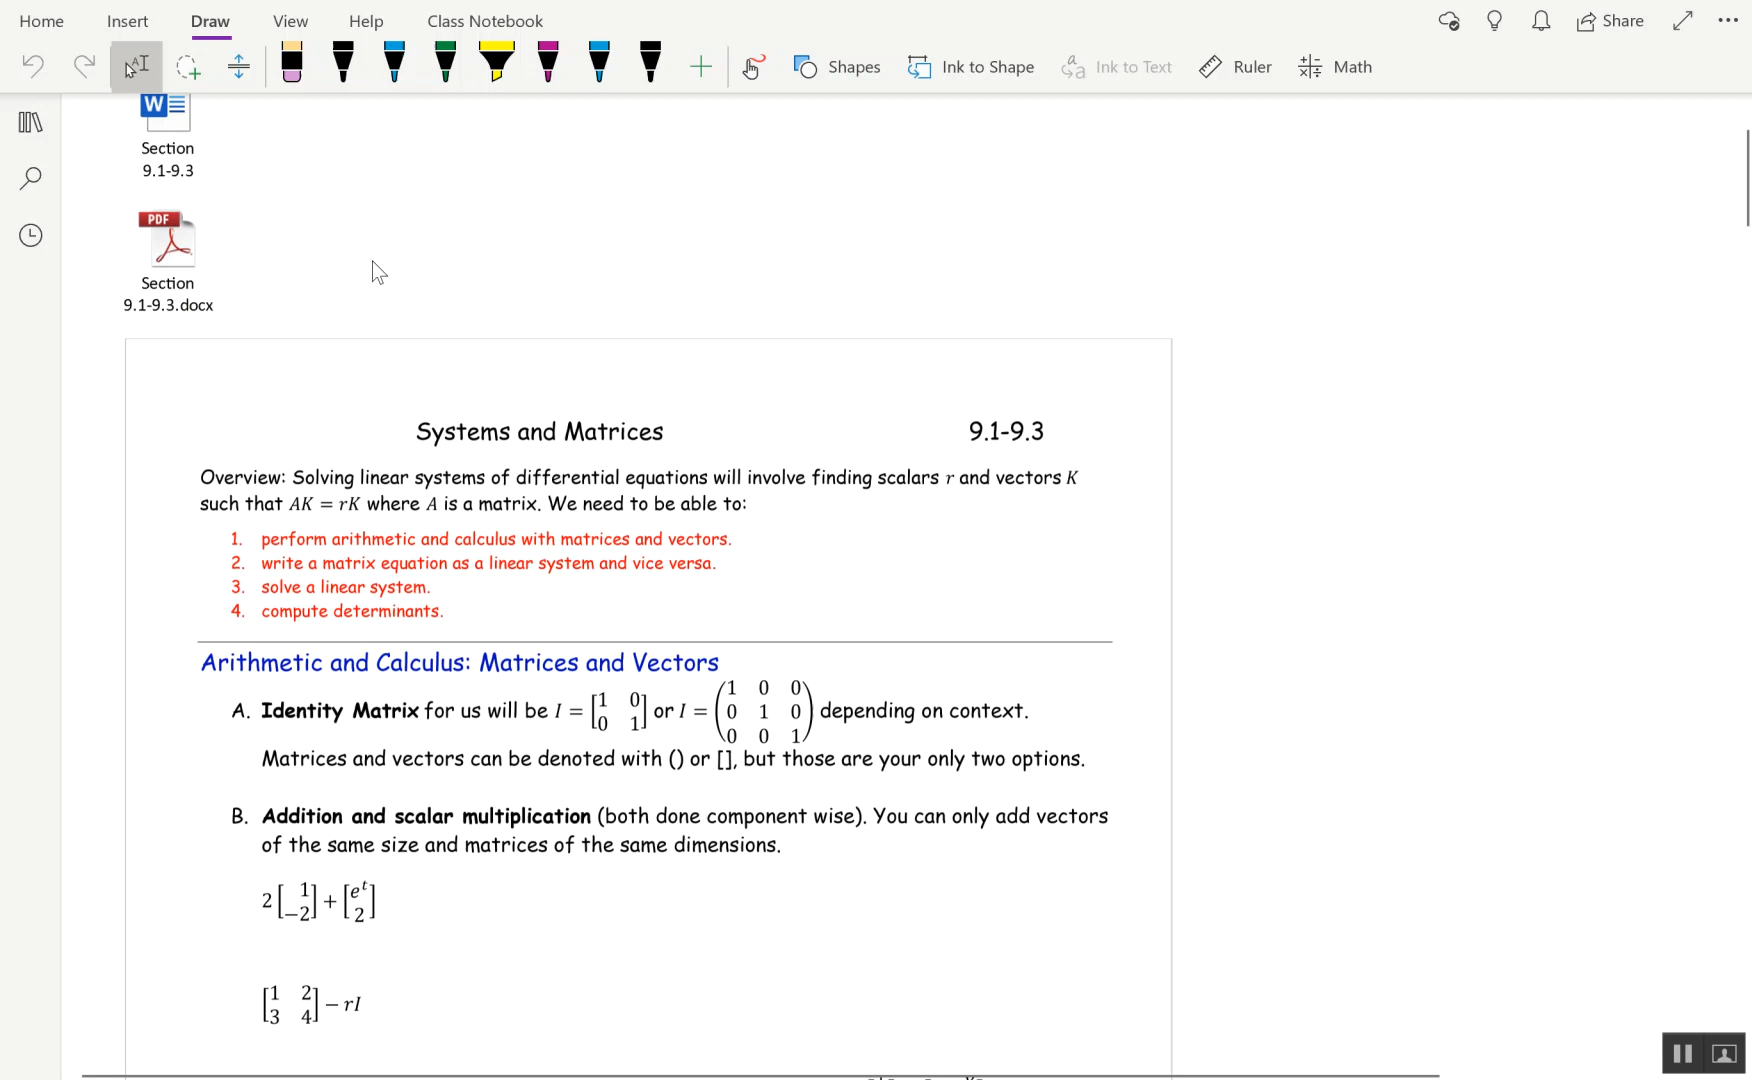 Home Insert Draw View Help Class Notebook Share
Shapes Ink to Shape Ink to Text Ruler Math
Section
9.1-9.3
PDF
Section
9.1-9.3.docx
Systems and Matrices 9.1-9.3
Overview: Solving linear systems of differential equations will involve finding scalars r and vectors K
such that AK = rK where A is a matrix. We need to be able to:
1. perform arithmetic and calculus with matrices and vectors.
2. write a matrix equation as a linear system and vice versa.
3. solve a linear system.
4. compute determinants.
Arithmetic and Calculus: Matrices and Vectors
A. Identity Matrix for us will be I = [1 0; 0 1] or I = (1 0 0; 0 1 0; 0 0 1) depending on context.
Matrices and vectors can be denoted with () or [], but those are your only two options.
B. Addition and scalar multiplication (both done component wise). You can only add vectors
of the same size and matrices of the same dimensions.
2[1; −2] + [e^t; 2]
[1 2; 3 4] − rI